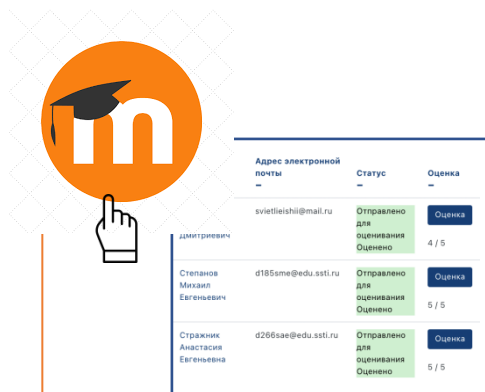 m
Адрес электронной
почты
Статус
Оценка
svietlieishii@mail.ru
Отправлено
для
оценивания
Оценено
Оценка
4 / 5
Дмитриевич
Степанов
Михаил
Евгеньевич
d185sme@edu.ssti.ru
Отправлено
для
оценивания
Оценено
Оценка
5 / 5
Стражник
Анастасия
Евгеньевна
d266sae@edu.ssti.ru
Отправлено
для
оценивания
Оценено
Оценка
5 / 5